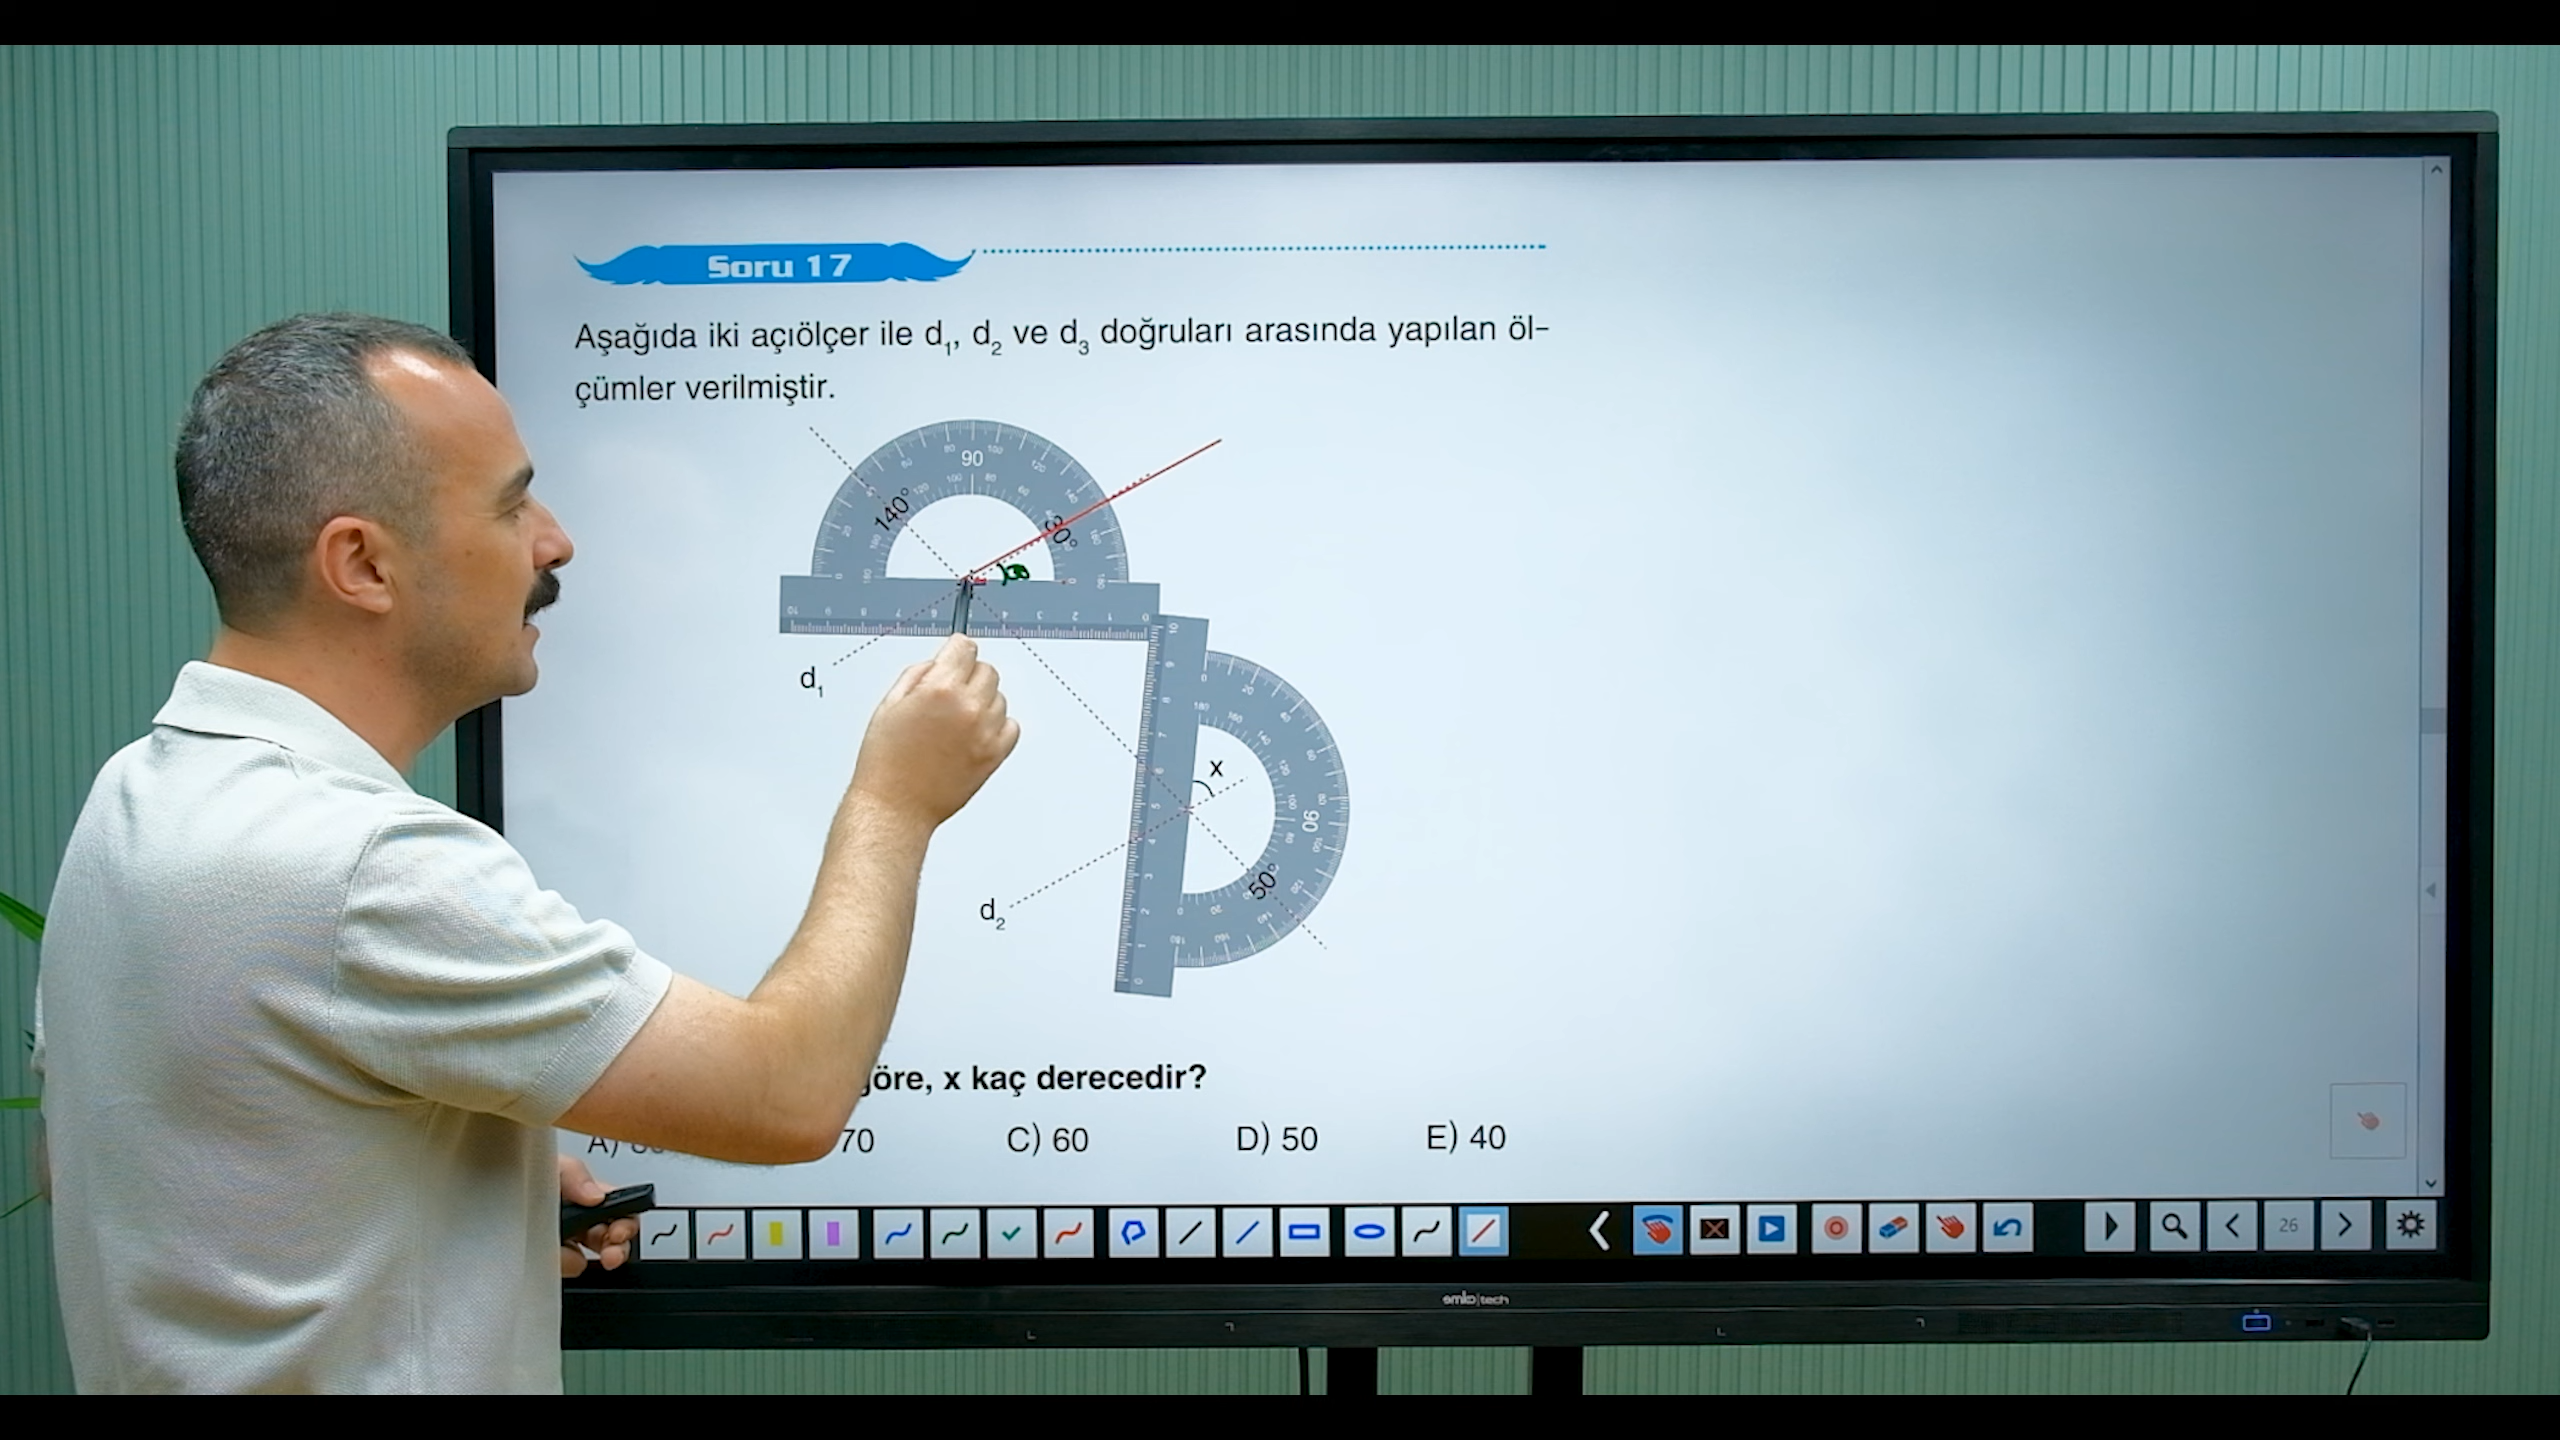 Soru 17
Aşağıda iki açıölçer ile d₁, d₂ ve d₃ doğruları arasında yapılan öl-
çümler verilmiştir.
90
140°
30°
d₁
x
90
50°
d₂
göre, x kaç derecedir?
A) 70
C) 60
D) 50
E) 40
26